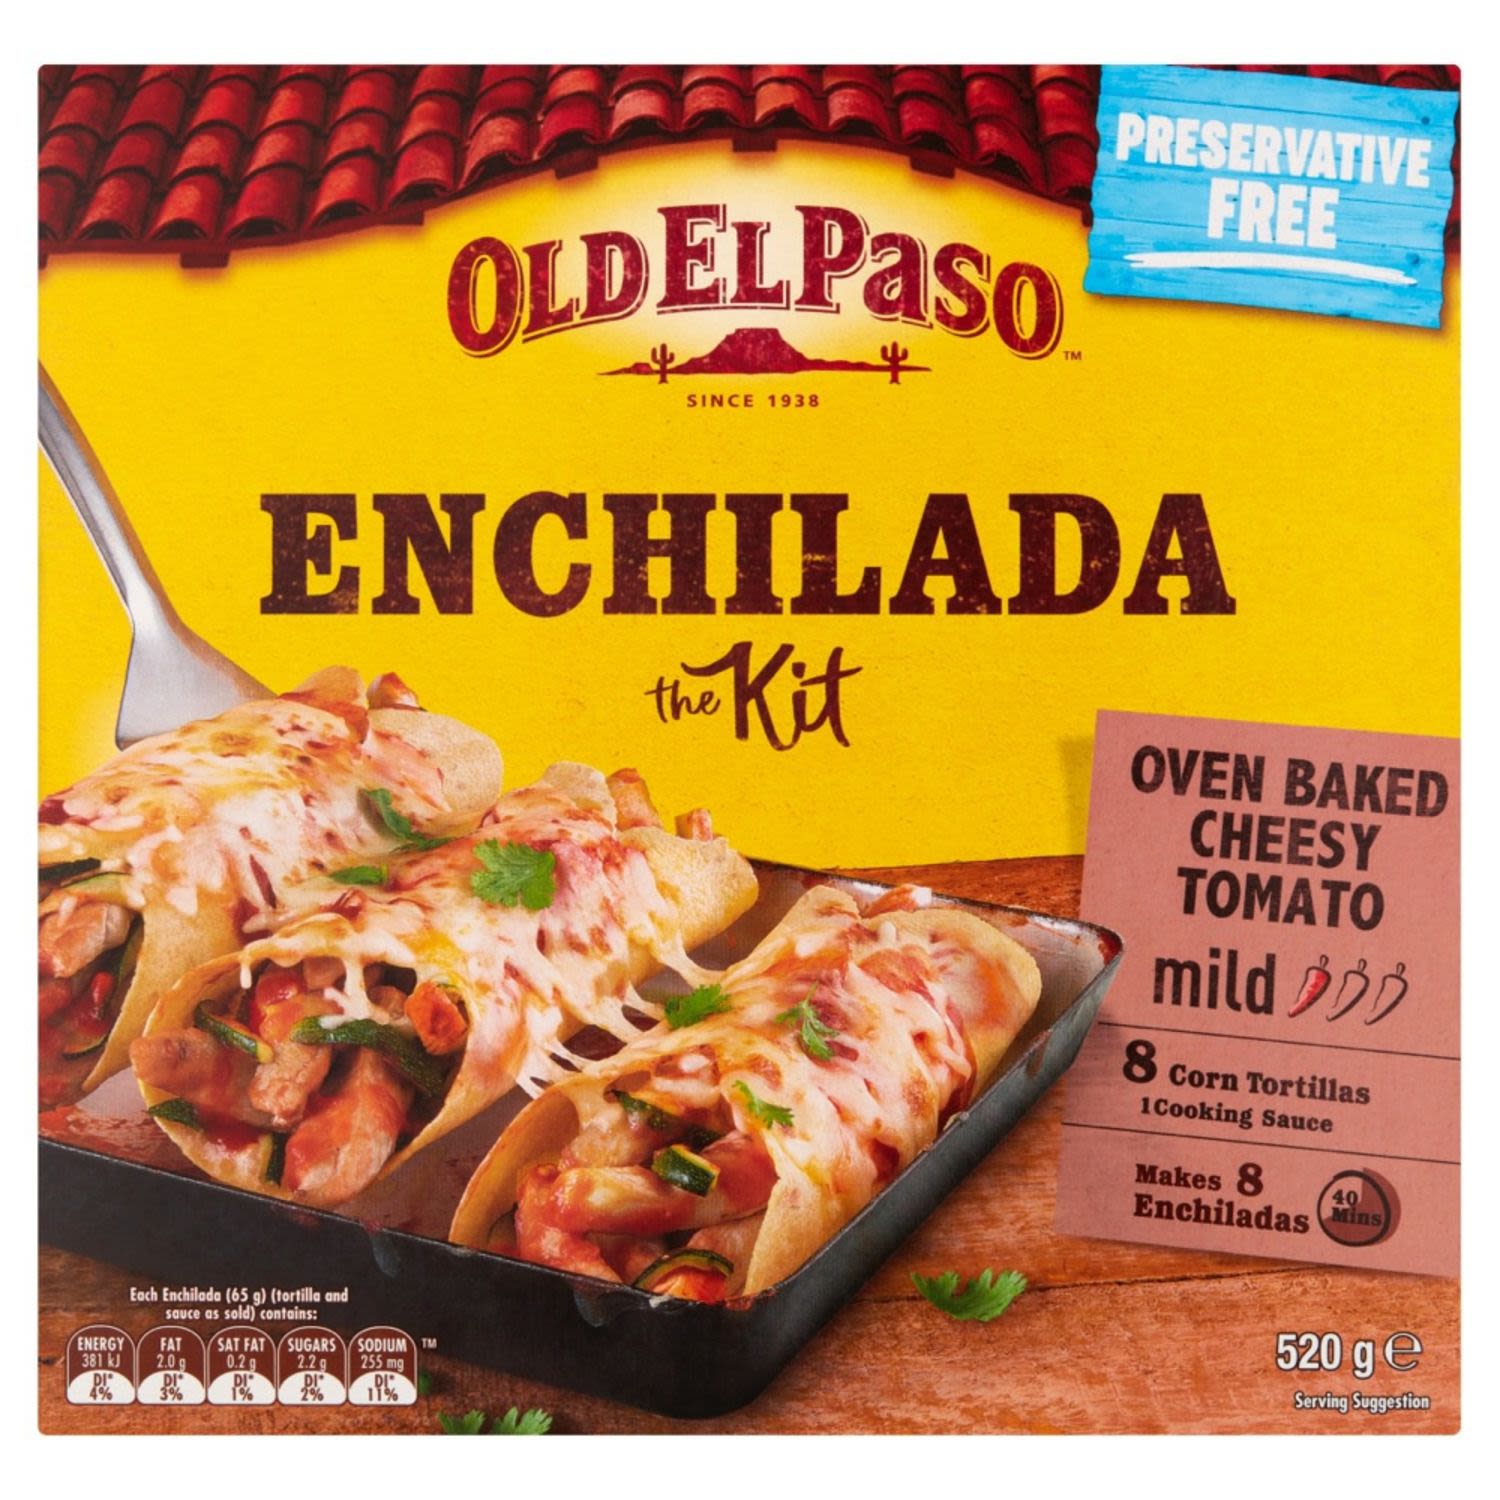 PRESERVATIVE
FREE
OLD EL PASO ™
SINCE 1938
ENCHILADA
the Kit
OVEN BAKED
CHEESY
TOMATO
mild
8 Corn Tortillas
1 Cooking Sauce
Makes 8
Enchiladas
40
Mins
Each Enchilada (65 g) (tortilla and
sauce as sold) contains:
ENERGY FAT SAT FAT SUGARS SODIUM ™
381 kJ 2.0 g 0.2 g 2.2 g 255 mg
DI* DI* DI* DI* DI*
4% 3% 1% 2% 11%
520 g e
Serving Suggestion